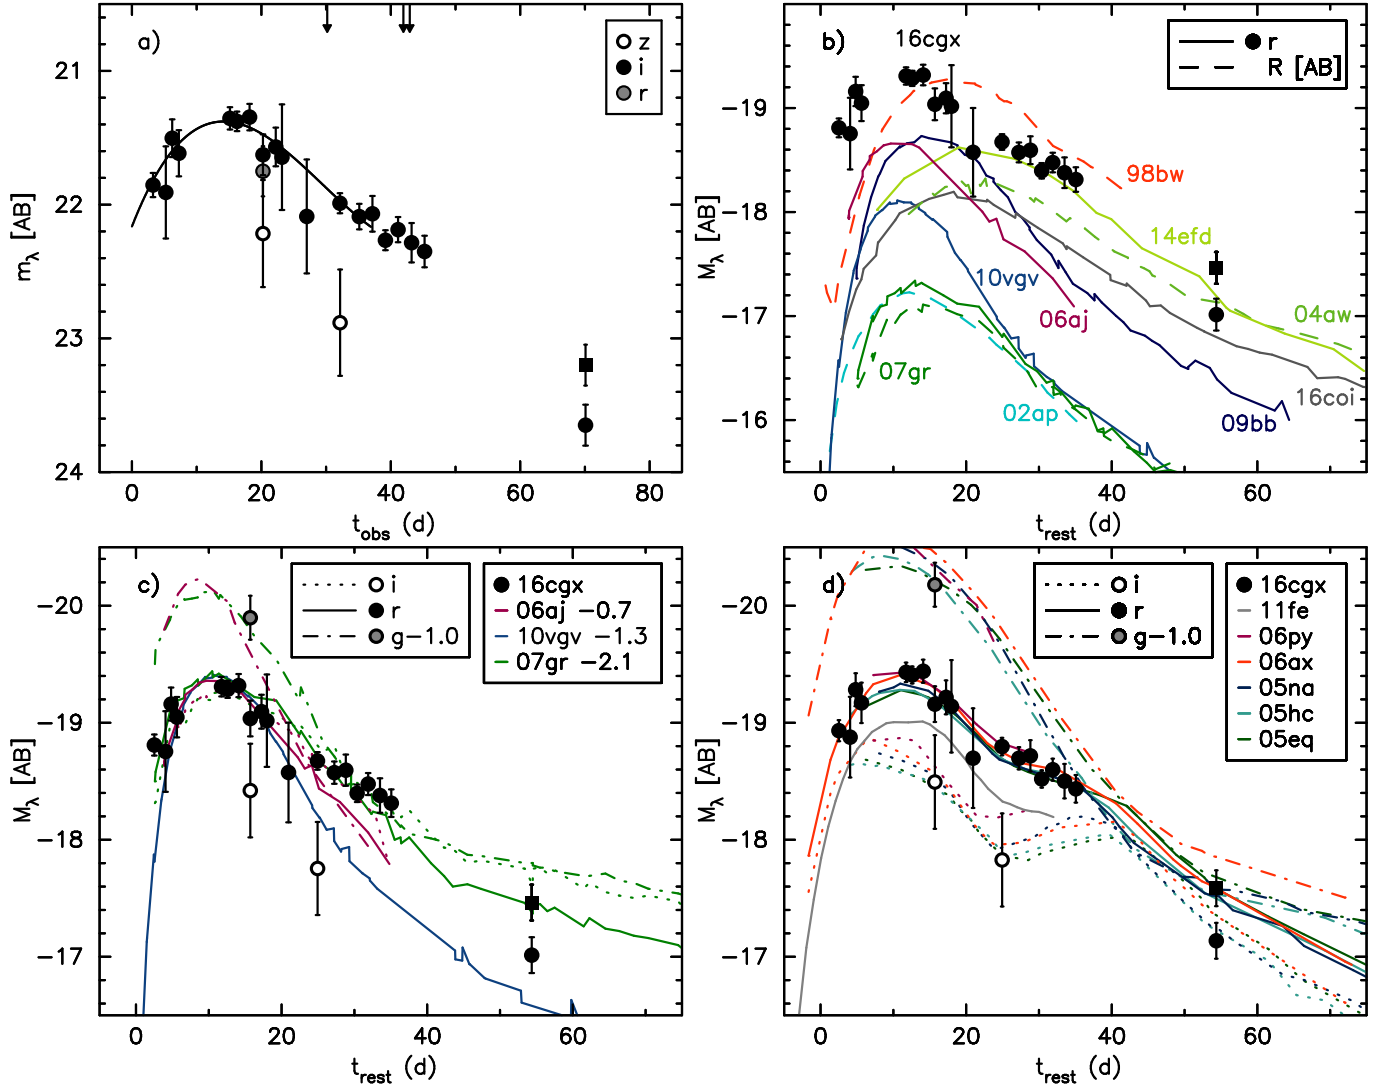 a)
z
i
r
21
22
23
24
m_λ [AB]
0 20 40 60 80
t_obs (d)
b)
16cgx
r
R [AB]
98bw
14efd
10vgv
06aj
04aw
07gr
02ap
09bb
16coi
-19
-18
-17
-16
M_λ [AB]
0 20 40 60
t_rest (d)
c)
i
r
g-1.0
16cgx
06aj -0.7
10vgv -1.3
07gr -2.1
-20
-19
-18
-17
M_λ [AB]
0 20 40 60
t_rest (d)
d)
i
r
g-1.0
16cgx
11fe
06py
06ax
05na
05hc
05eq
-20
-19
-18
-17
M_λ [AB]
0 20 40 60
t_rest (d)